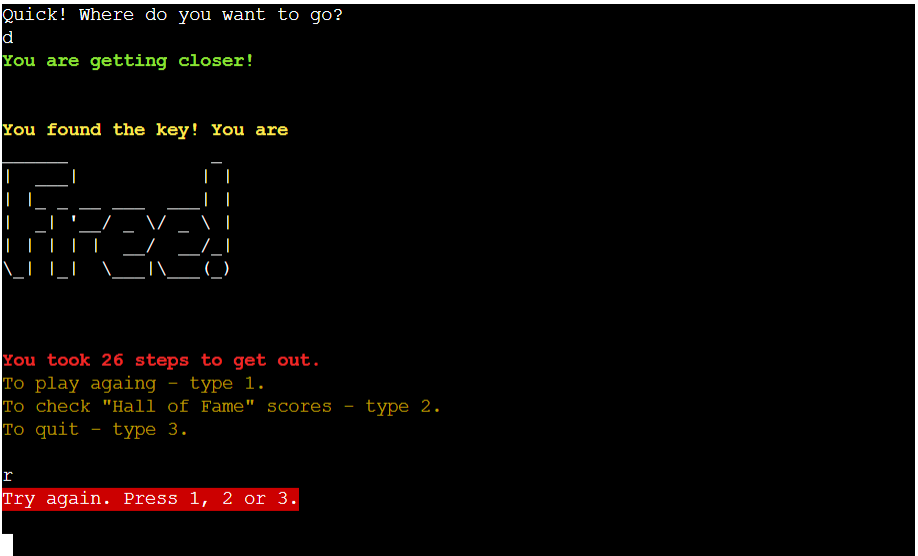 Quick! Where do you want to go?
d
You are getting closer!
You found the key! You are
Free!
You took 26 steps to get out.
To play againg - type 1.
To check "Hall of Fame" scores - type 2.
To quit - type 3.
r
Try again. Press 1, 2 or 3.